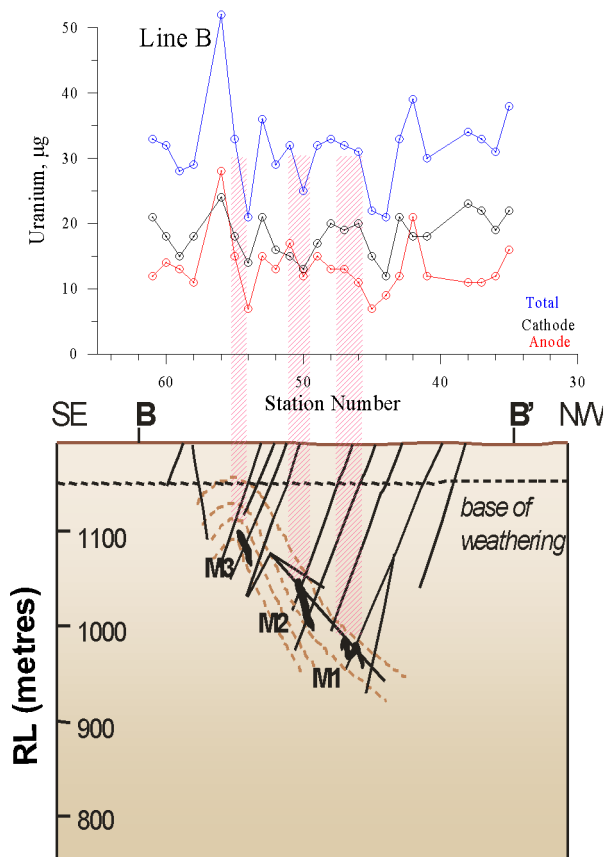 Line B
Uranium, µg
50
40
30
20
10
0
Total
Cathode
Anode
60
50
40
30
Station Number
SE B B' NW
base of
weathering
RL (metres)
1100
1000
900
800
M3
M2
M1